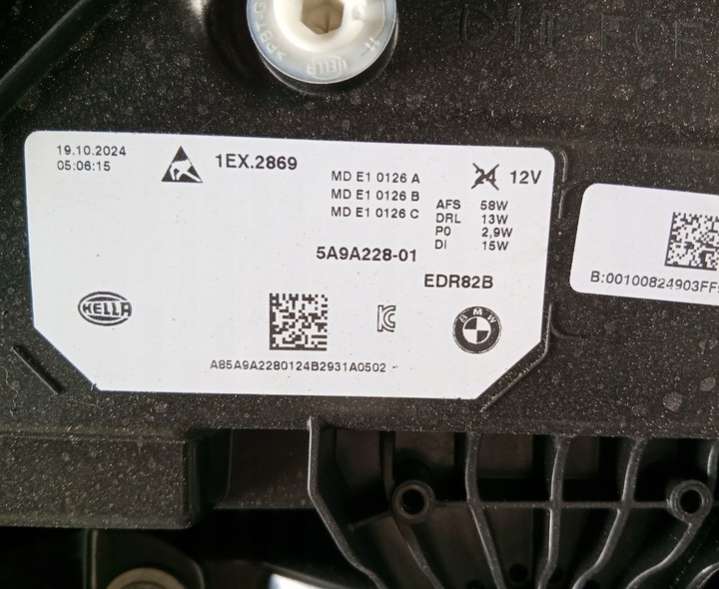 HELLA
19.10.2024
05:06:15
1EX.2869
MD E1 0126 A
MD E1 0126 B
MD E1 0126 C
24 12V
AFS 58W
DRL 13W
P0 2,9W
DI 15W
5A9A228-01
EDR82B
HELLA
BMW
A85A9A2280124B2931A0502
B:00100824903FF